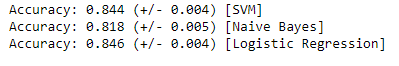 Accuracy: 0.844 (+/- 0.004) [SVM]
Accuracy: 0.818 (+/- 0.005) [Naive Bayes]
Accuracy: 0.846 (+/- 0.004) [Logistic Regression]